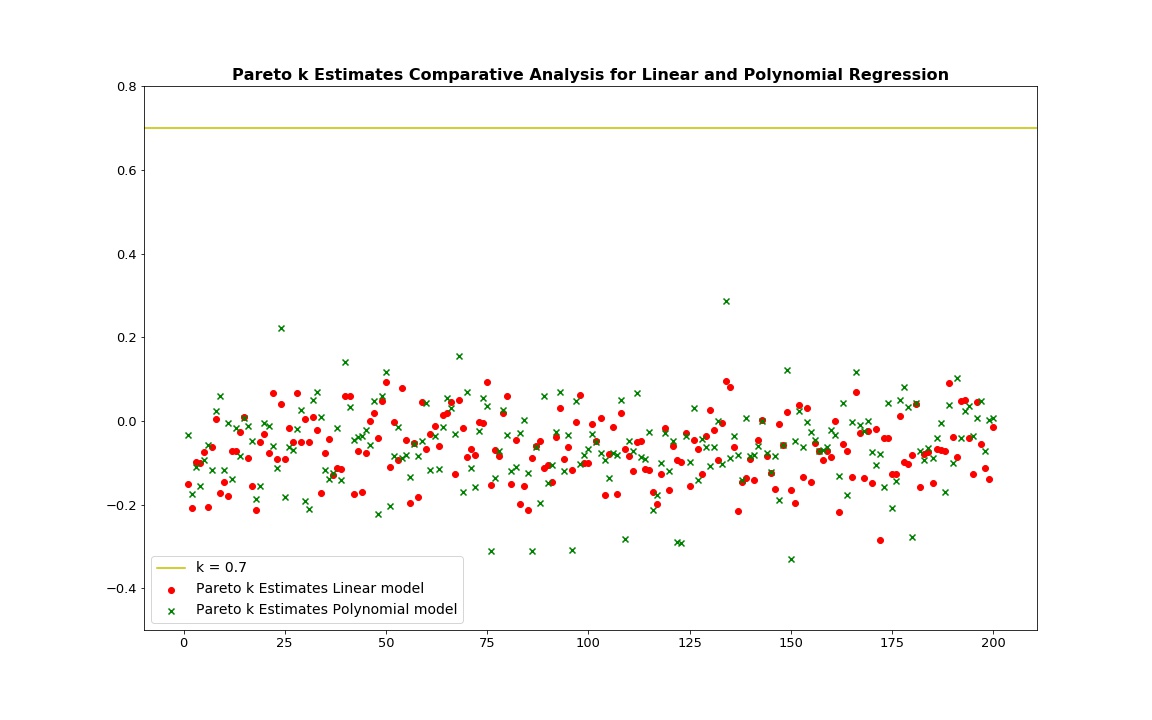 Pareto k Estimates Comparative Analysis for Linear and Polynomial Regression
0.8
0.6
0.4
0.2
0.0
−0.2
−0.4
k = 0.7
Pareto k Estimates Linear model
Pareto k Estimates Polynomial model
0 25 50 75 100 125 150 175 200